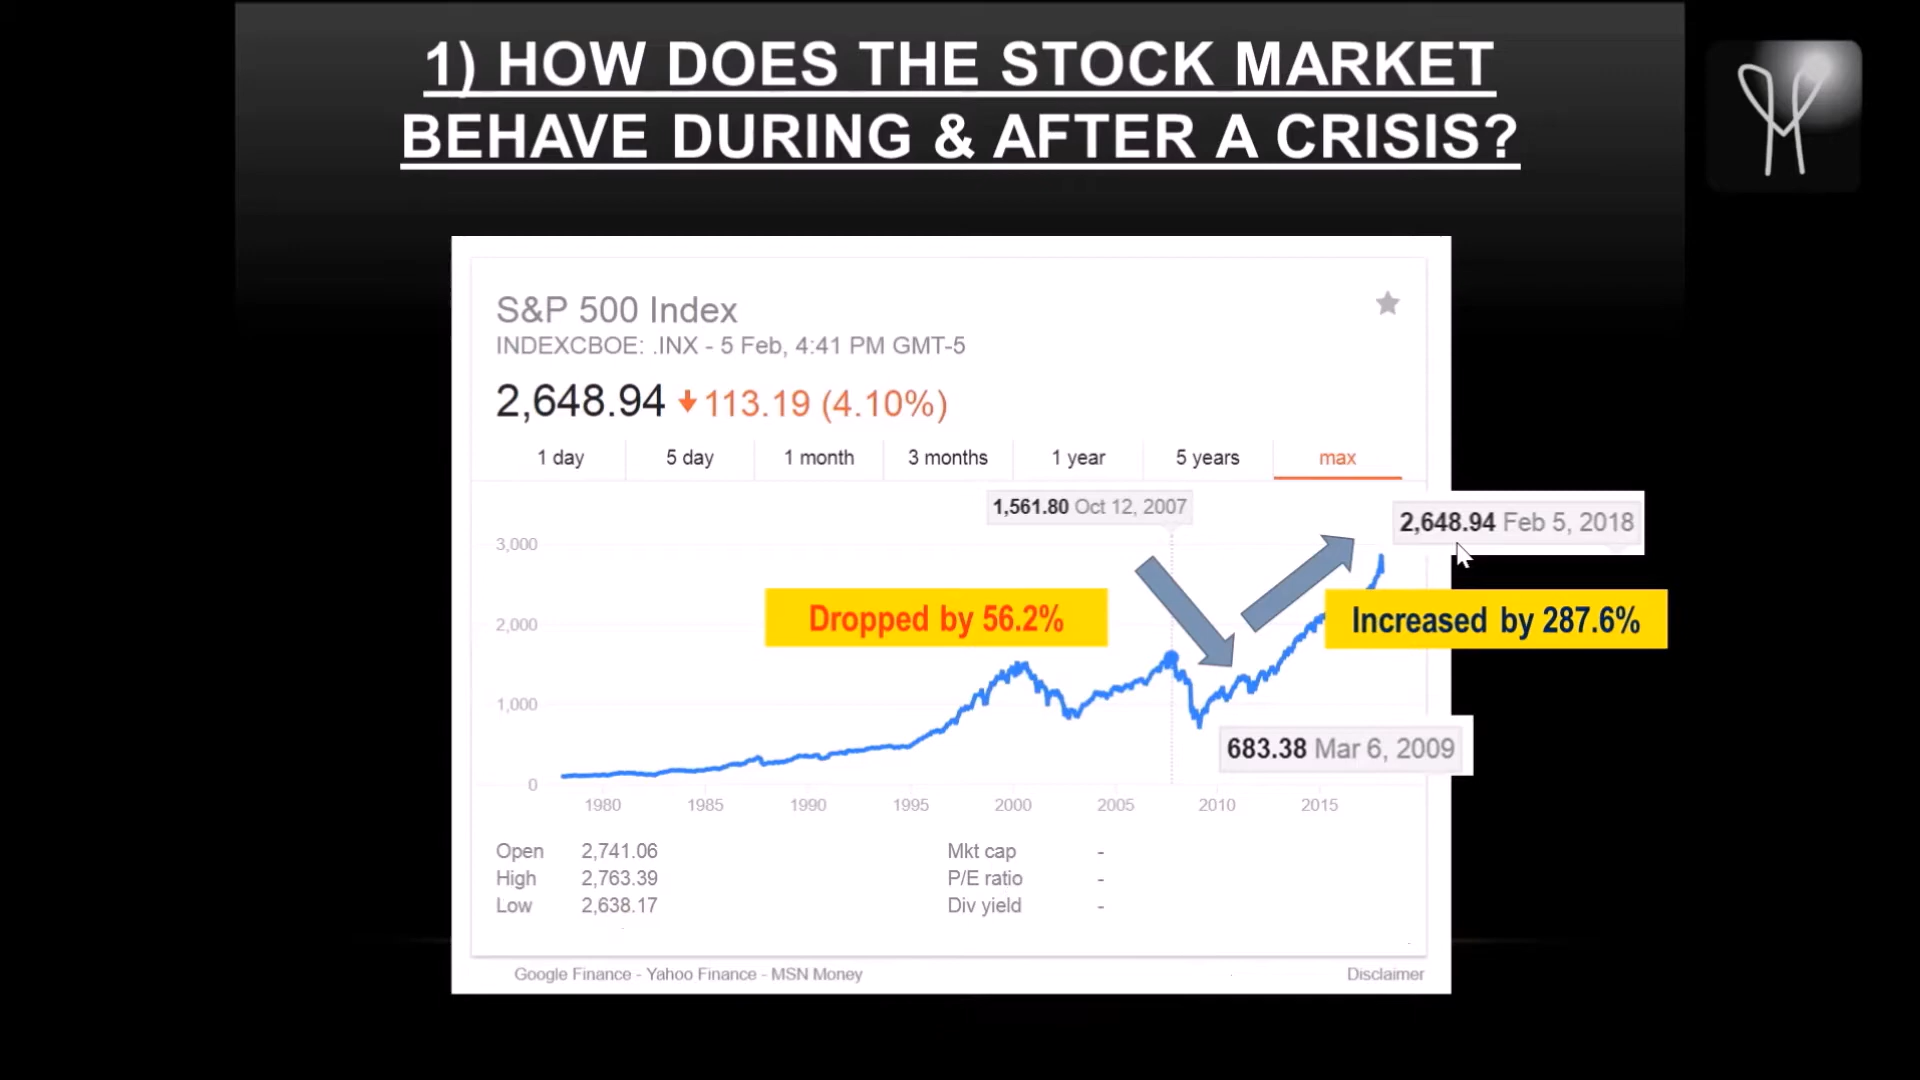 1) HOW DOES THE STOCK MARKET
BEHAVE DURING & AFTER A CRISIS?
S&P 500 Index
INDEXCBOE: .INX - 5 Feb, 4:41 PM GMT-5
2,648.94 113.19 (4.10%)
1 day 5 day 1 month 3 months 1 year 5 years max
1,561.80 Oct 12, 2007
2,648.94 Feb 5, 2018
3,000
Dropped by 56.2%
Increased by 287.6%
2,000
1,000
683.38 Mar 6, 2009
0
1980 1985 1990 1995 2000 2005 2010 2015
Open 2,741.06 Mkt cap -
High 2,763.39 P/E ratio -
Low 2,638.17 Div yield -
Google Finance - Yahoo Finance - MSN Money Disclaimer